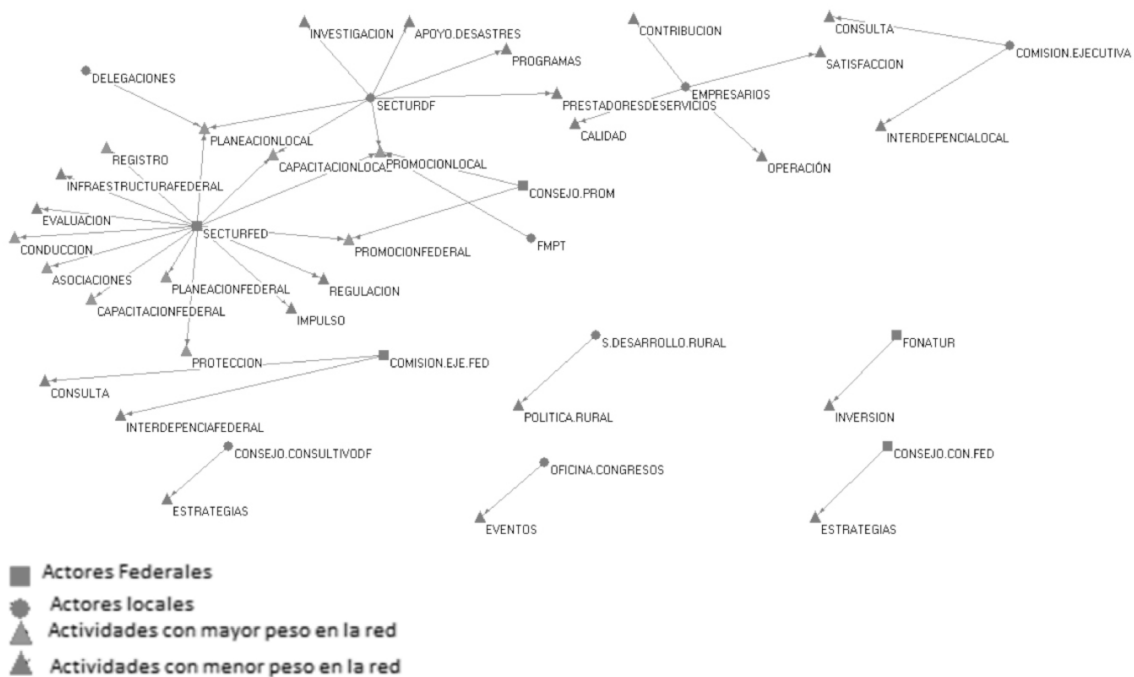 INVESTIGACION
APOYO.DESASTRES
CONTRIBUCION
CONSULTA
PROGRAMAS
SATISFACCION
COMISION.EJECUTIVA
DELEGACIONES
SECTURDF
EMPRESARIOS
PRESTADORESDESERVICIOS
CALIDAD
INTERDEPENCIALOCAL
PLANEACIONLOCAL
REGISTRO
CAPACITACIONLOCAL
PROMOCIONLOCAL
OPERACIÓN
INFRAESTRUCTURAFEDERAL
CONSEJO.PROM
EVALUACION
SECTURFED
CONDUCCION
PROMOCIONFEDERAL
FMPT
ASOCIACIONES
PLANEACIONFEDERAL
REGULACION
CAPACITACIONFEDERAL
IMPULSO
S.DESARROLLO.RURAL
FONATUR
PROTECCION
COMISION.EJE.FED
CONSULTA
POLITICA.RURAL
INVERSION
INTERDEPENCIAFEDERAL
CONSEJO.CONSULTIVODF
CONSEJO.CON.FED
OFICINA.CONGRESOS
ESTRATEGIAS
EVENTOS
ESTRATEGIAS
Actores Federales
Actores locales
Actividades con mayor peso en la red
Actividades con menor peso en la red